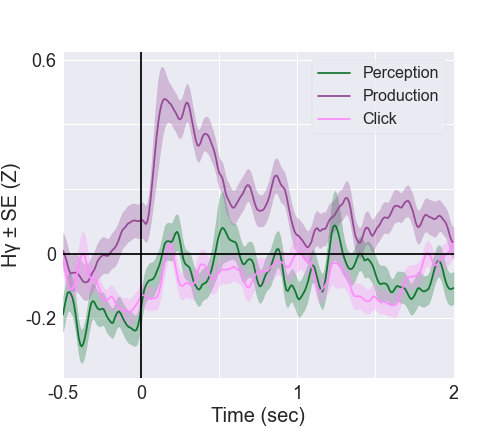 0.6
0
-0.2
Hγ ± SE (Z)
Perception
Production
Click
-0.5
0
1
2
Time (sec)